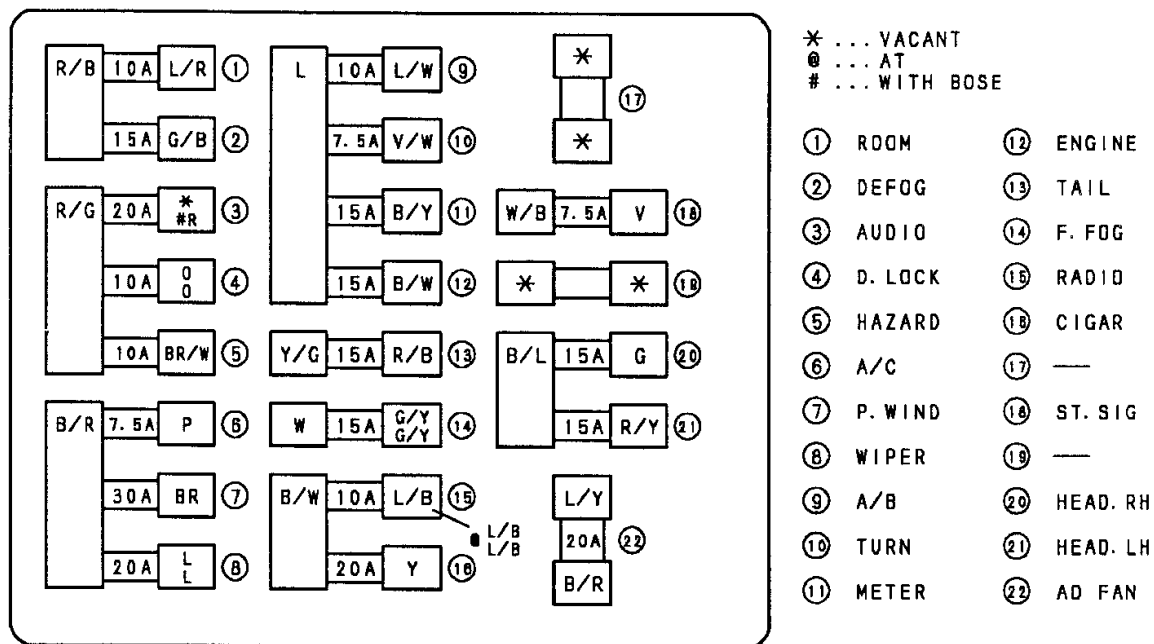 R/B 10A L/R ①
15A G/B ②
R/G 20A * #R ③
10A O O ④
10A BR/W ⑤
B/R 7.5A P ⑥
30A BR ⑦
20A L L ⑧
L 10A L/W ⑨
7.5A V/W ⑩
15A B/Y ⑪
15A B/W ⑫
Y/G 15A R/B ⑬
W 15A G/Y G/Y ⑭
B/W 10A L/B ⑮
@ L/B
L/B
20A Y ⑯
*
⑰
*
W/B 7.5A V ⑱
* * ⑲
B/L 15A G ⑳
15A R/Y ㉑
L/Y
20A ㉒
B/R
* ... VACANT
@ ... AT
# ... WITH BOSE
① ROOM
② DEFOG
③ AUDIO
④ D. LOCK
⑤ HAZARD
⑥ A/C
⑦ P. WIND
⑧ WIPER
⑨ A/B
⑩ TURN
⑪ METER
⑫ ENGINE
⑬ TAIL
⑭ F. FOG
⑮ RADIO
⑯ CIGAR
⑰ —
⑱ ST. SIG
⑲ —
⑳ HEAD. RH
㉑ HEAD. LH
㉒ AD FAN